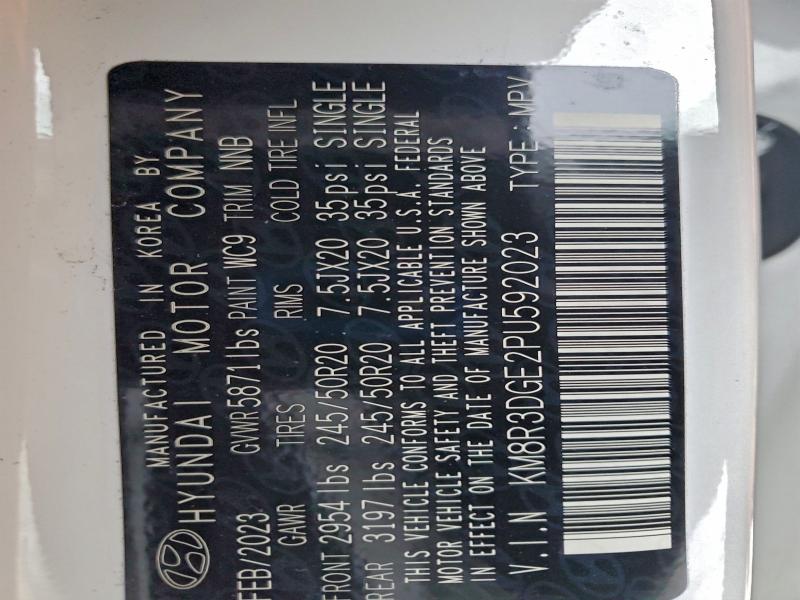 MANUFACTURED IN KOREA BY
HYUNDAI MOTOR COMPANY
FEB/2023 GVWR 5871lbs PAINT WC9 TRIM NNB
GAWR TIRES RMS COLD TIRE INFL
FRONT 2954lbs 245/50R20 7.5JX20 35psi SINGLE
REAR 3197lbs 245/50R20 7.5JX20 35psi SINGLE
THIS VEHICLE CONFORMS TO ALL APPLICABLE U.S.A. FEDERAL
MOTOR VEHICLE SAFETY AND THEFT PREVENTION STANDARDS
IN EFFECT ON THE DATE OF MANUFACTURE SHOWN ABOVE
V.I.N KM8R3DGE2PU592023 TYPE : MPV